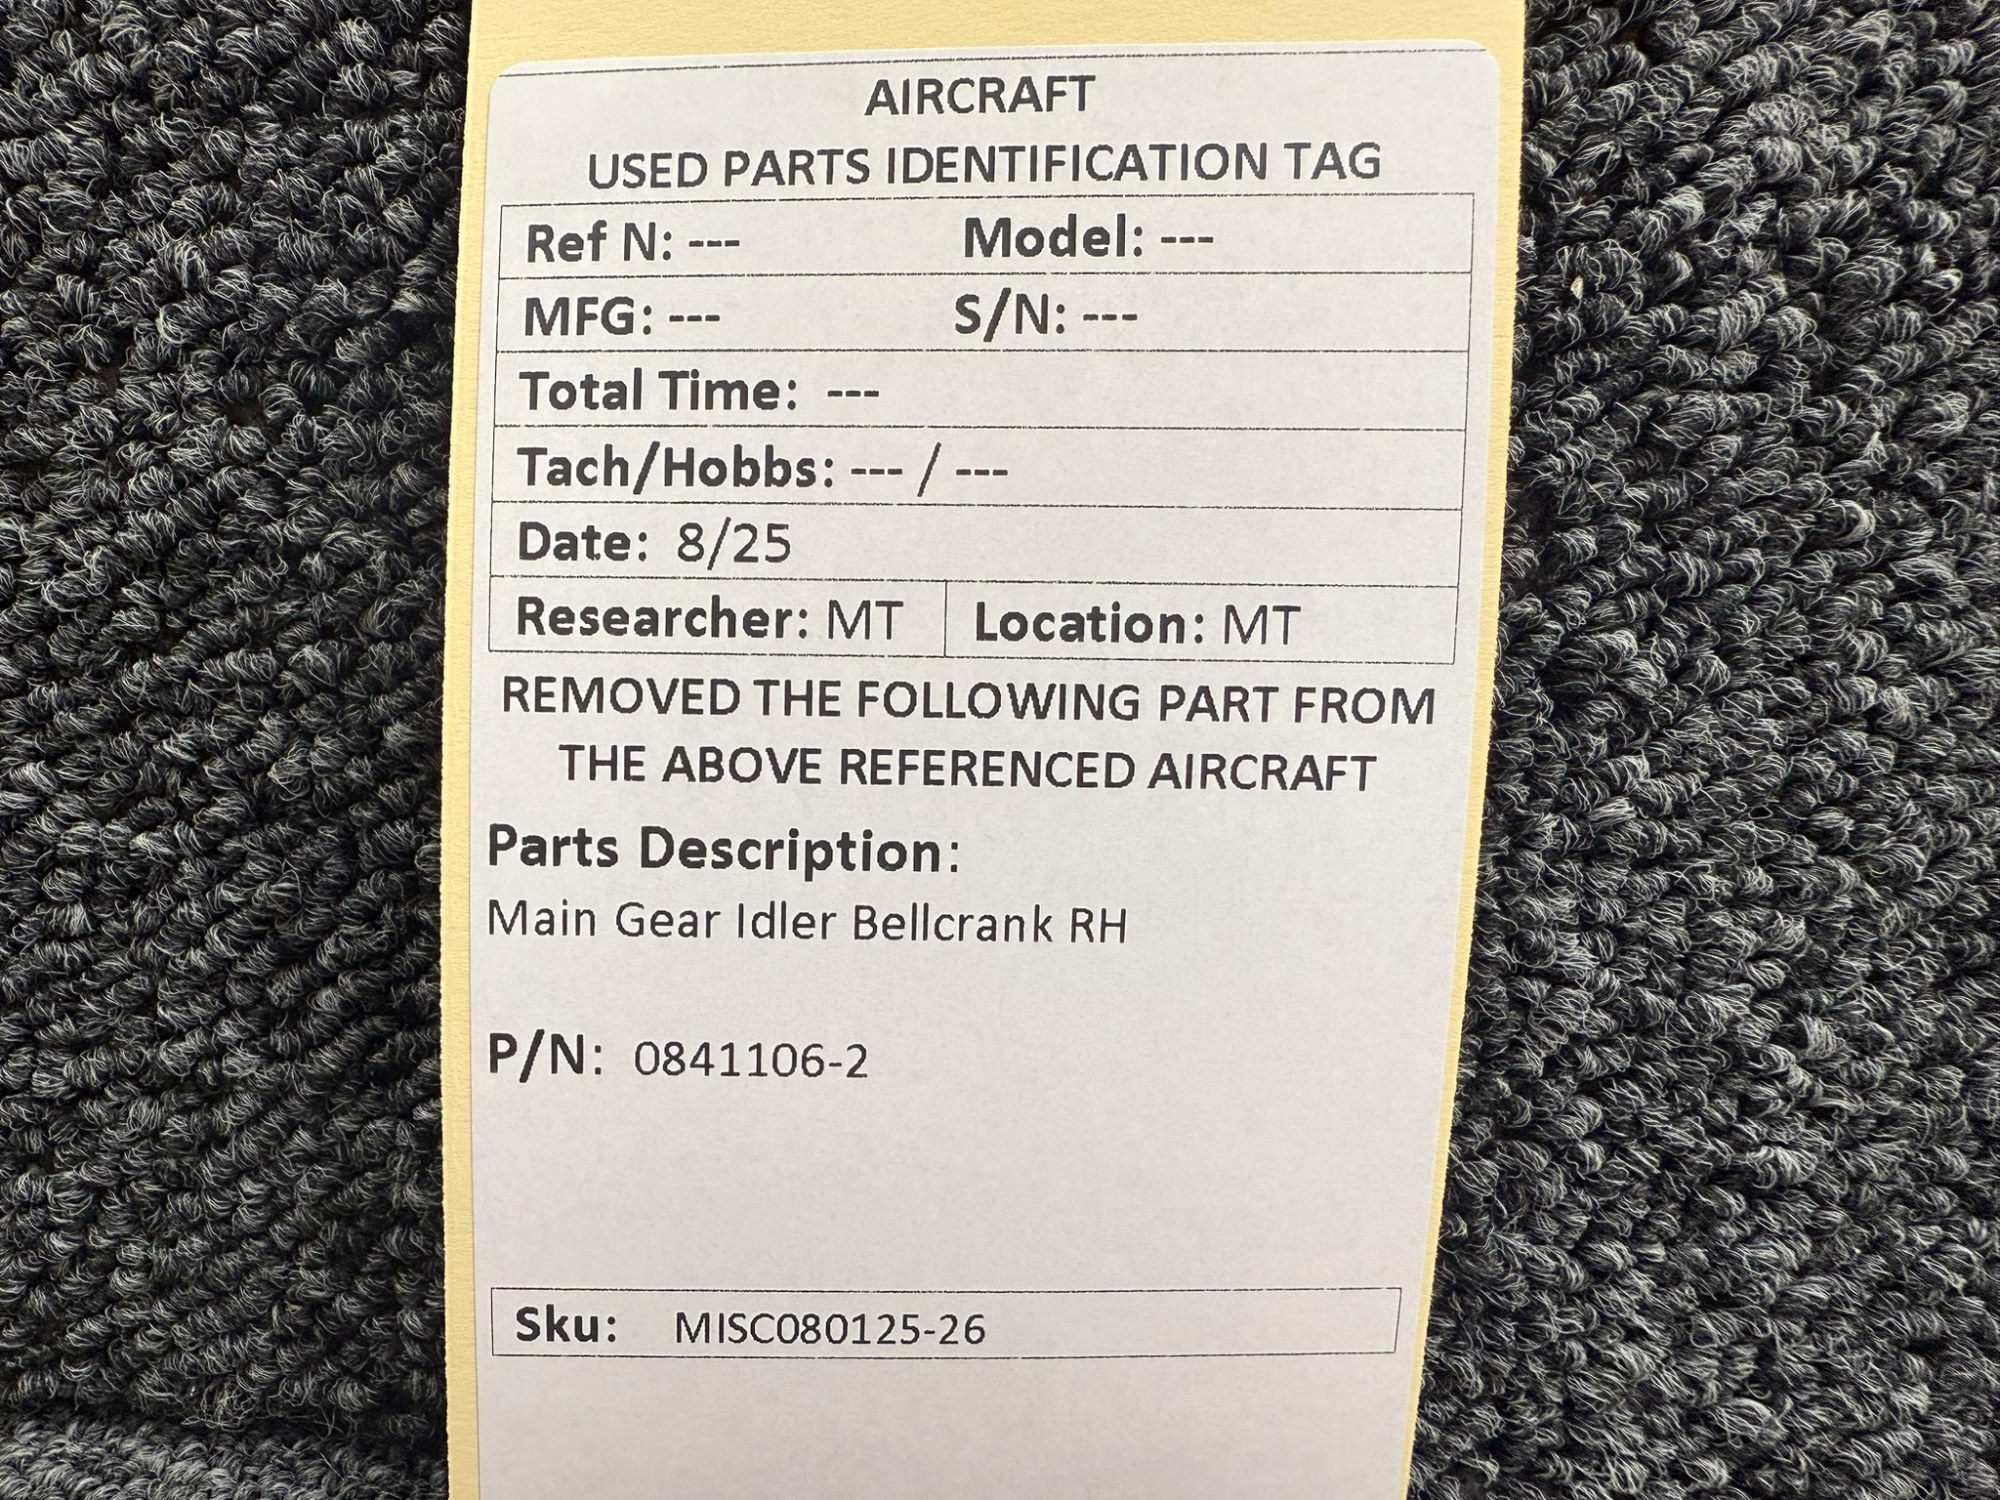 AIRCRAFT
USED PARTS IDENTIFICATION TAG
Ref N: --- Model: ---
MFG: --- S/N: ---
Total Time: ---
Tach/Hobbs: --- / ---
Date: 8/25
Researcher: MT Location: MT
REMOVED THE FOLLOWING PART FROM
THE ABOVE REFERENCED AIRCRAFT
Parts Description:
Main Gear Idler Bellcrank RH
P/N: 0841106-2
Sku: MISC080125-26